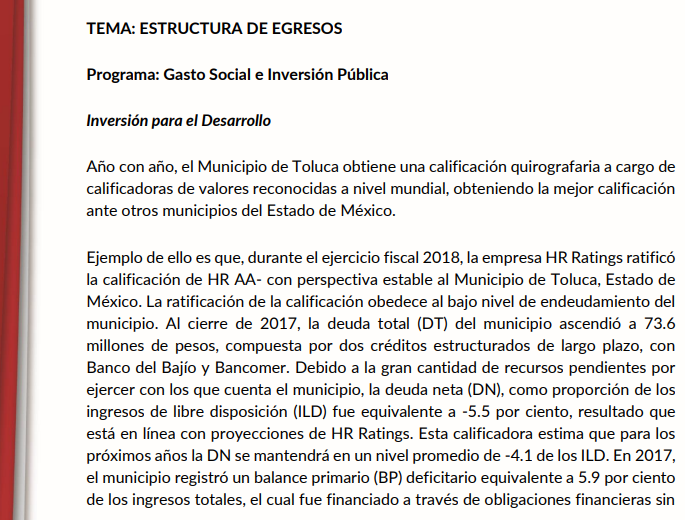 TEMA: ESTRUCTURA DE EGRESOS
Programa: Gasto Social e Inversión Pública
Inversión para el Desarrollo
Año con año, el Municipio de Toluca obtiene una calificación quirografaria a cargo de
calificadoras de valores reconocidas a nivel mundial, obteniendo la mejor calificación
ante otros municipios del Estado de México.
Ejemplo de ello es que, durante el ejercicio fiscal 2018, la empresa HR Ratings ratificó
la calificación de HR AA- con perspectiva estable al Municipio de Toluca, Estado de
México. La ratificación de la calificación obedece al bajo nivel de endeudamiento del
municipio. Al cierre de 2017, la deuda total (DT) del municipio ascendió a 73.6
millones de pesos, compuesta por dos créditos estructurados de largo plazo, con
Banco del Bajío y Bancomer. Debido a la gran cantidad de recursos pendientes por
ejercer con los que cuenta el municipio, la deuda neta (DN), como proporción de los
ingresos de libre disposición (ILD) fue equivalente a -5.5 por ciento, resultado que
está en línea con proyecciones de HR Ratings. Esta calificadora estima que para los
próximos años la DN se mantendrá en un nivel promedio de -4.1 de los ILD. En 2017,
el municipio registró un balance primario (BP) deficitario equivalente a 5.9 por ciento
de los ingresos totales, el cual fue financiado a través de obligaciones financieras sin